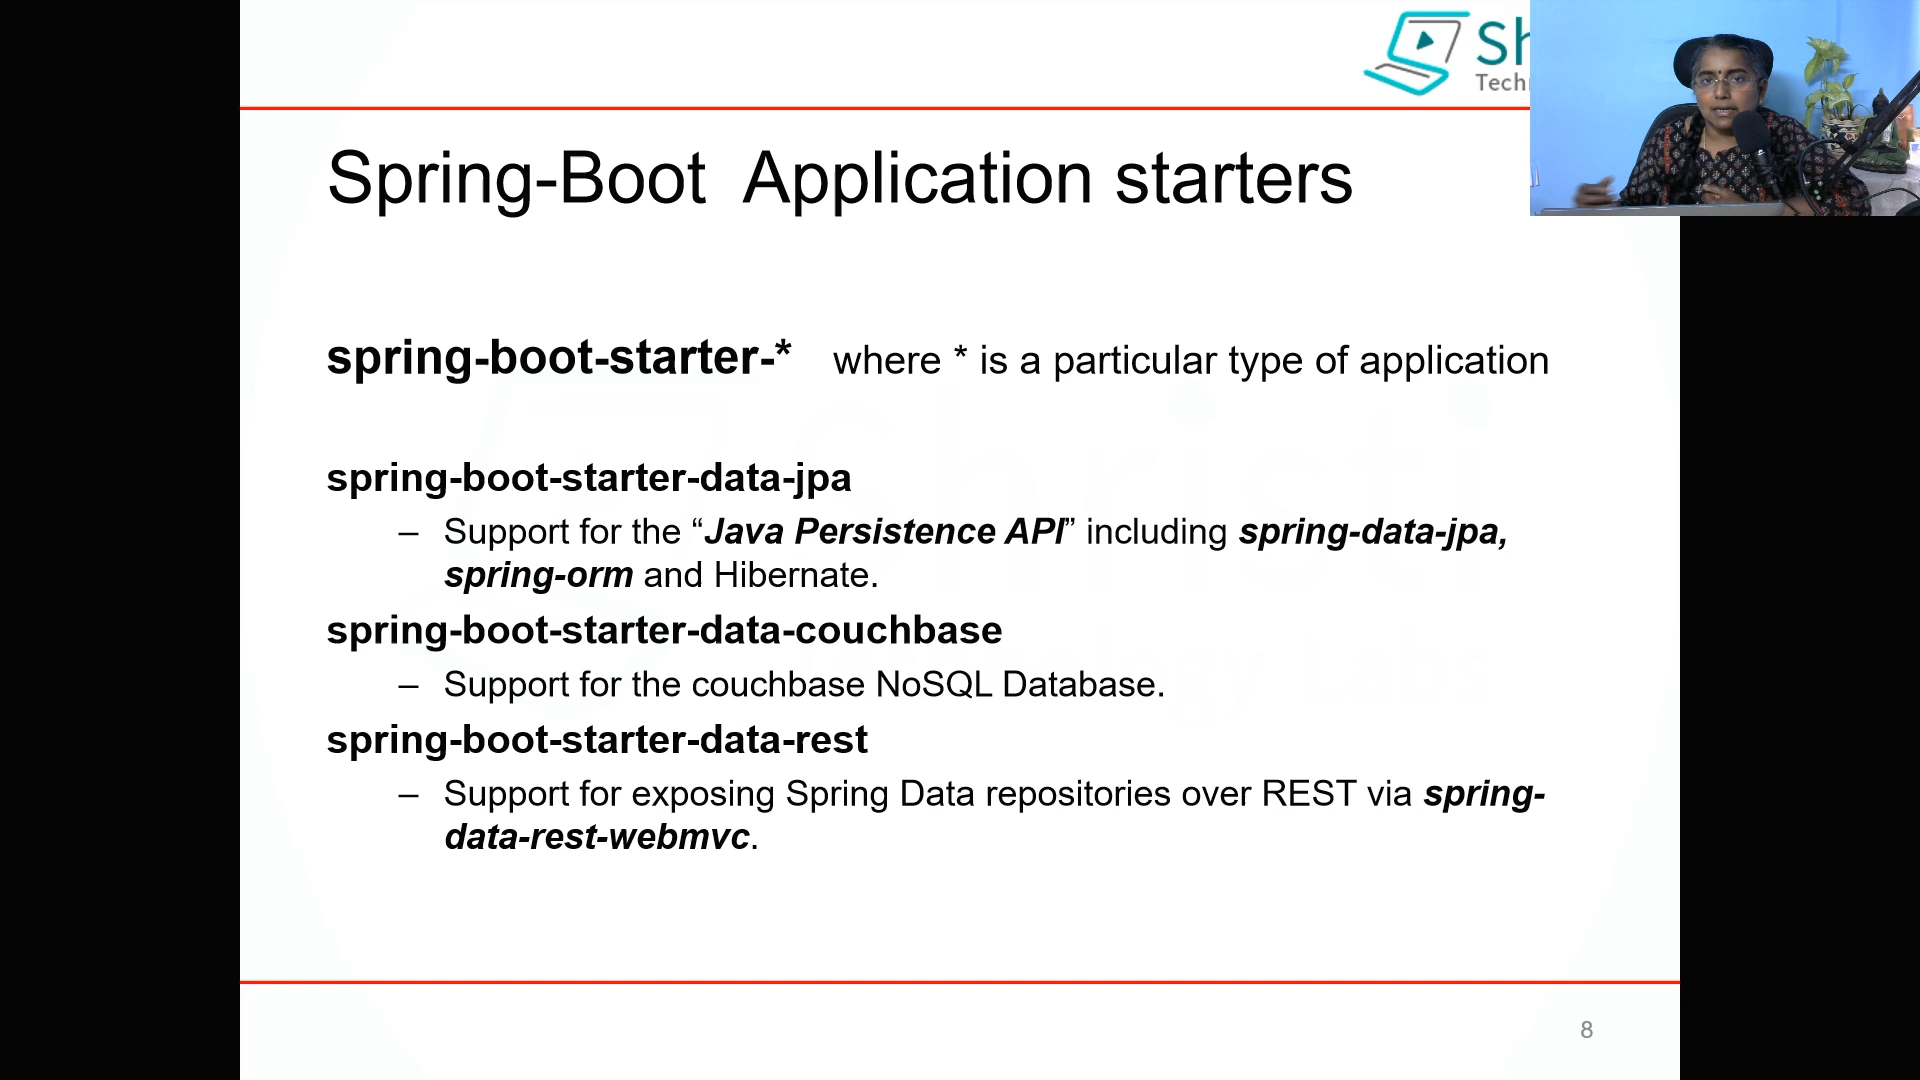 Sh
Techn
Spring-Boot Application starters
spring-boot-starter-* where * is a particular type of application
spring-boot-starter-data-jpa
– Support for the “Java Persistence API” including spring-data-jpa,
spring-orm and Hibernate.
spring-boot-starter-data-couchbase
– Support for the couchbase NoSQL Database.
spring-boot-starter-data-rest
– Support for exposing Spring Data repositories over REST via spring-
data-rest-webmvc.
8